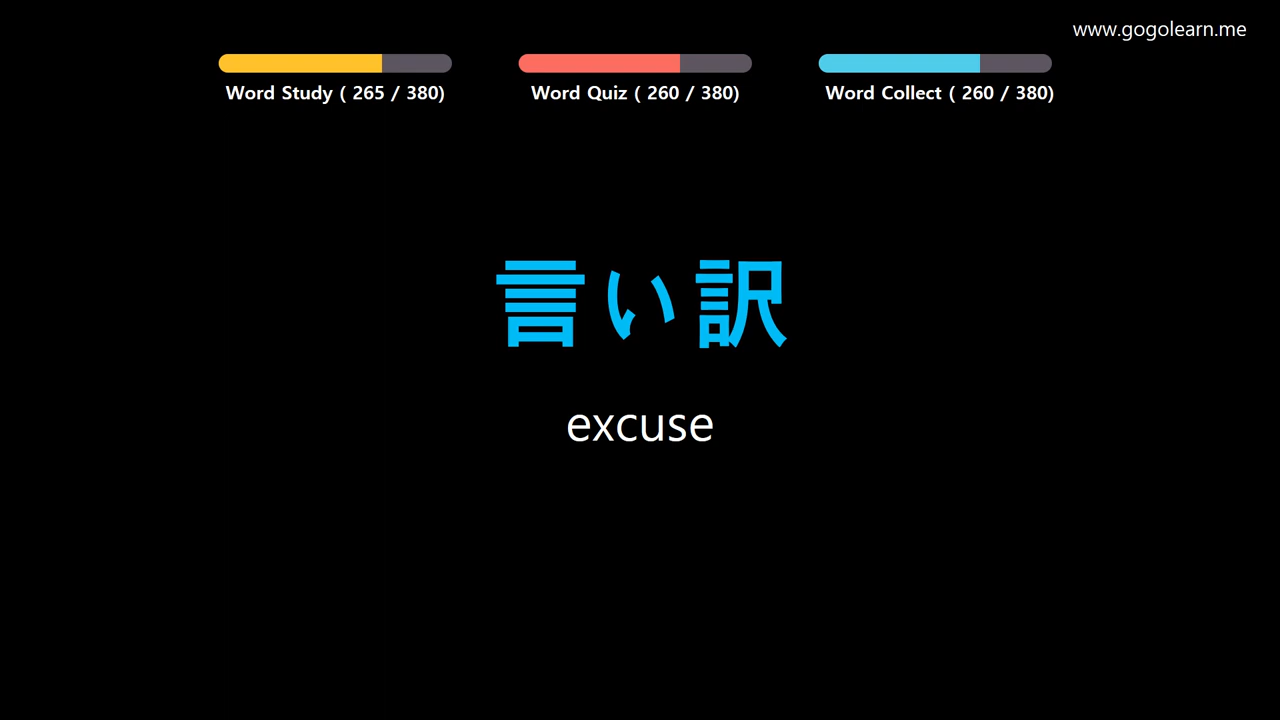 www.gogolearn.me
Word Study ( 265 / 380)
Word Quiz ( 260 / 380)
Word Collect ( 260 / 380)
言い訳
excuse